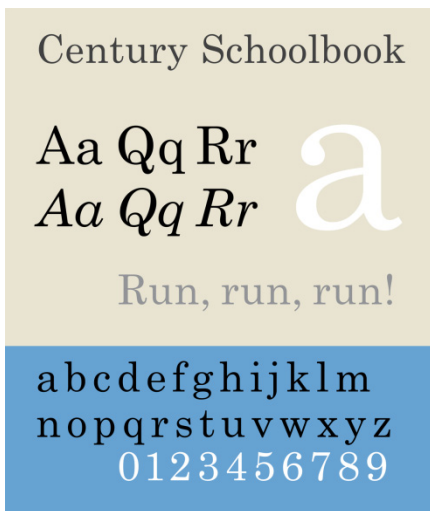 Century Schoolbook
Aa Qq Rr
a
Aa Qq Rr
Run, run, run!
abcdefghijklm
nopqrstuvwxyz
0123456789